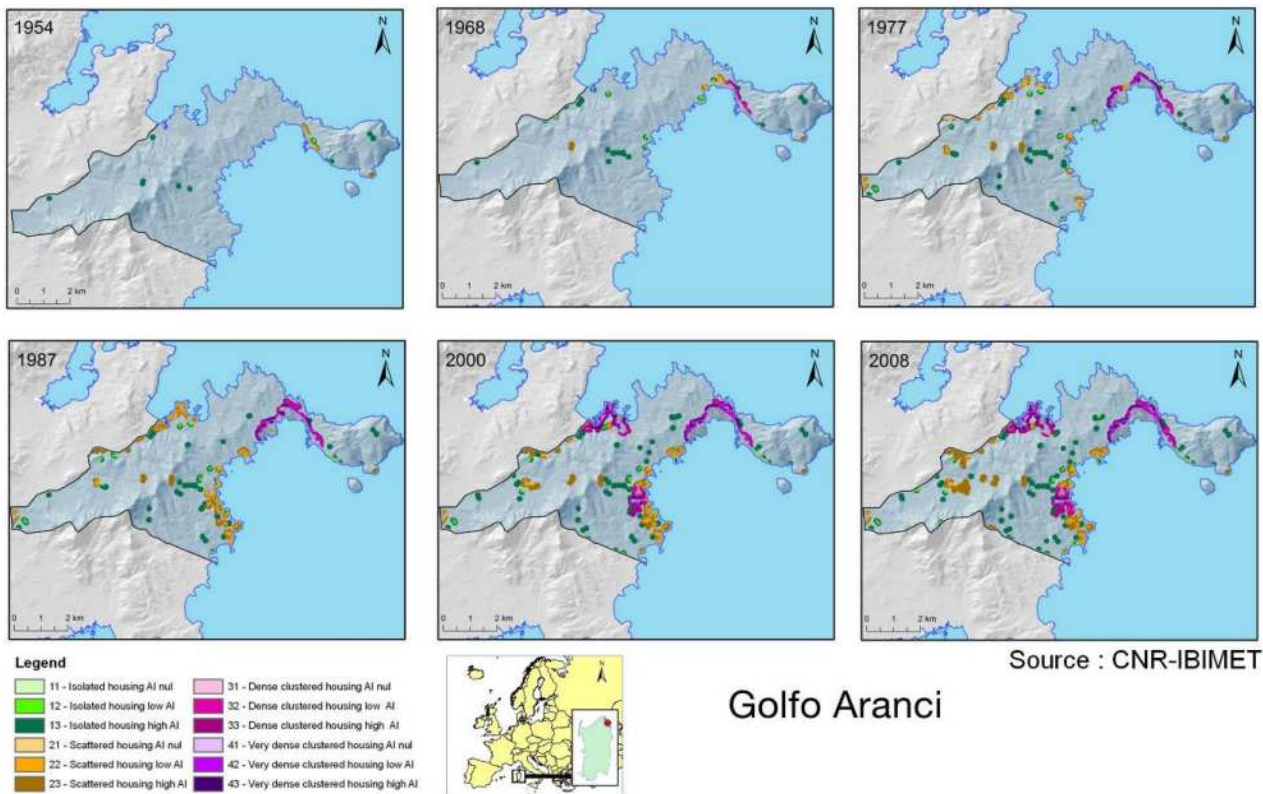 1954
N
0 1 2 km
1968
N
0 1 2 km
1977
N
0 1 2 km
1987
N
0 1 2 km
2000
N
0 1 2 km
2008
N
0 1 2 km
Source : CNR-IBIMET
Legend
11 - Isolated housing AI nul
12 - Isolated housing low AI
13 - Isolated housing high AI
21 - Scattered housing AI nul
22 - Scattered housing low AI
23 - Scattered housing high AI
31 - Dense clustered housing AI nul
32 - Dense clustered housing low AI
33 - Dense clustered housing high AI
41 - Very dense clustered housing AI nul
42 - Very dense clustered housing low AI
43 - Very dense clustered housing high AI
N
Golfo Aranci